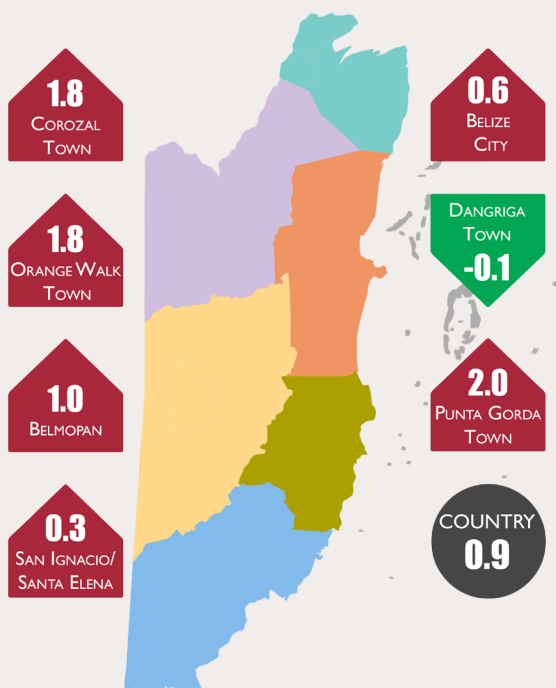 1.8
Corozal
Town
1.8
Orange Walk
Town
1.0
Belmopan
0.3
San Ignacio/
Santa Elena
0.6
Belize
City
Dangriga
Town
-0.1
2.0
Punta Gorda
Town
COUNTRY
0.9